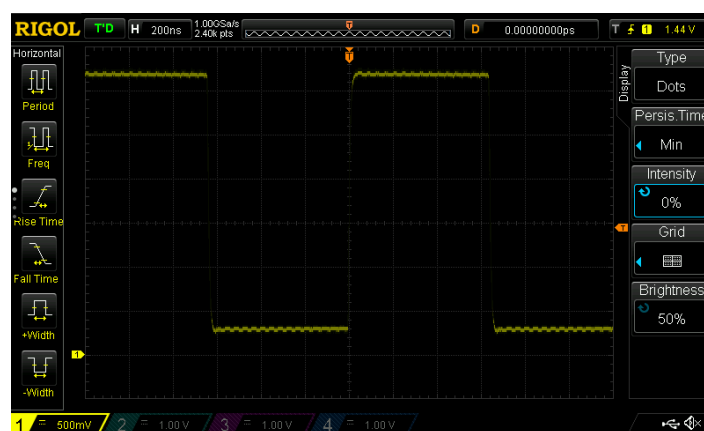 RIGOL T'D H 200ns 1.00GSa/s 2.40k pts D 0.00000000ps T 1 1.44 V
Horizontal
Period
Freq
Rise Time
Fall Time
+Width
-Width
T
T
1
Display
Type
Dots
Persis.Time
Min
Intensity
0%
Grid
Brightness
50%
1 = 500mV 2 = 1.00 V 3 = 1.00 V 4 = 1.00 V